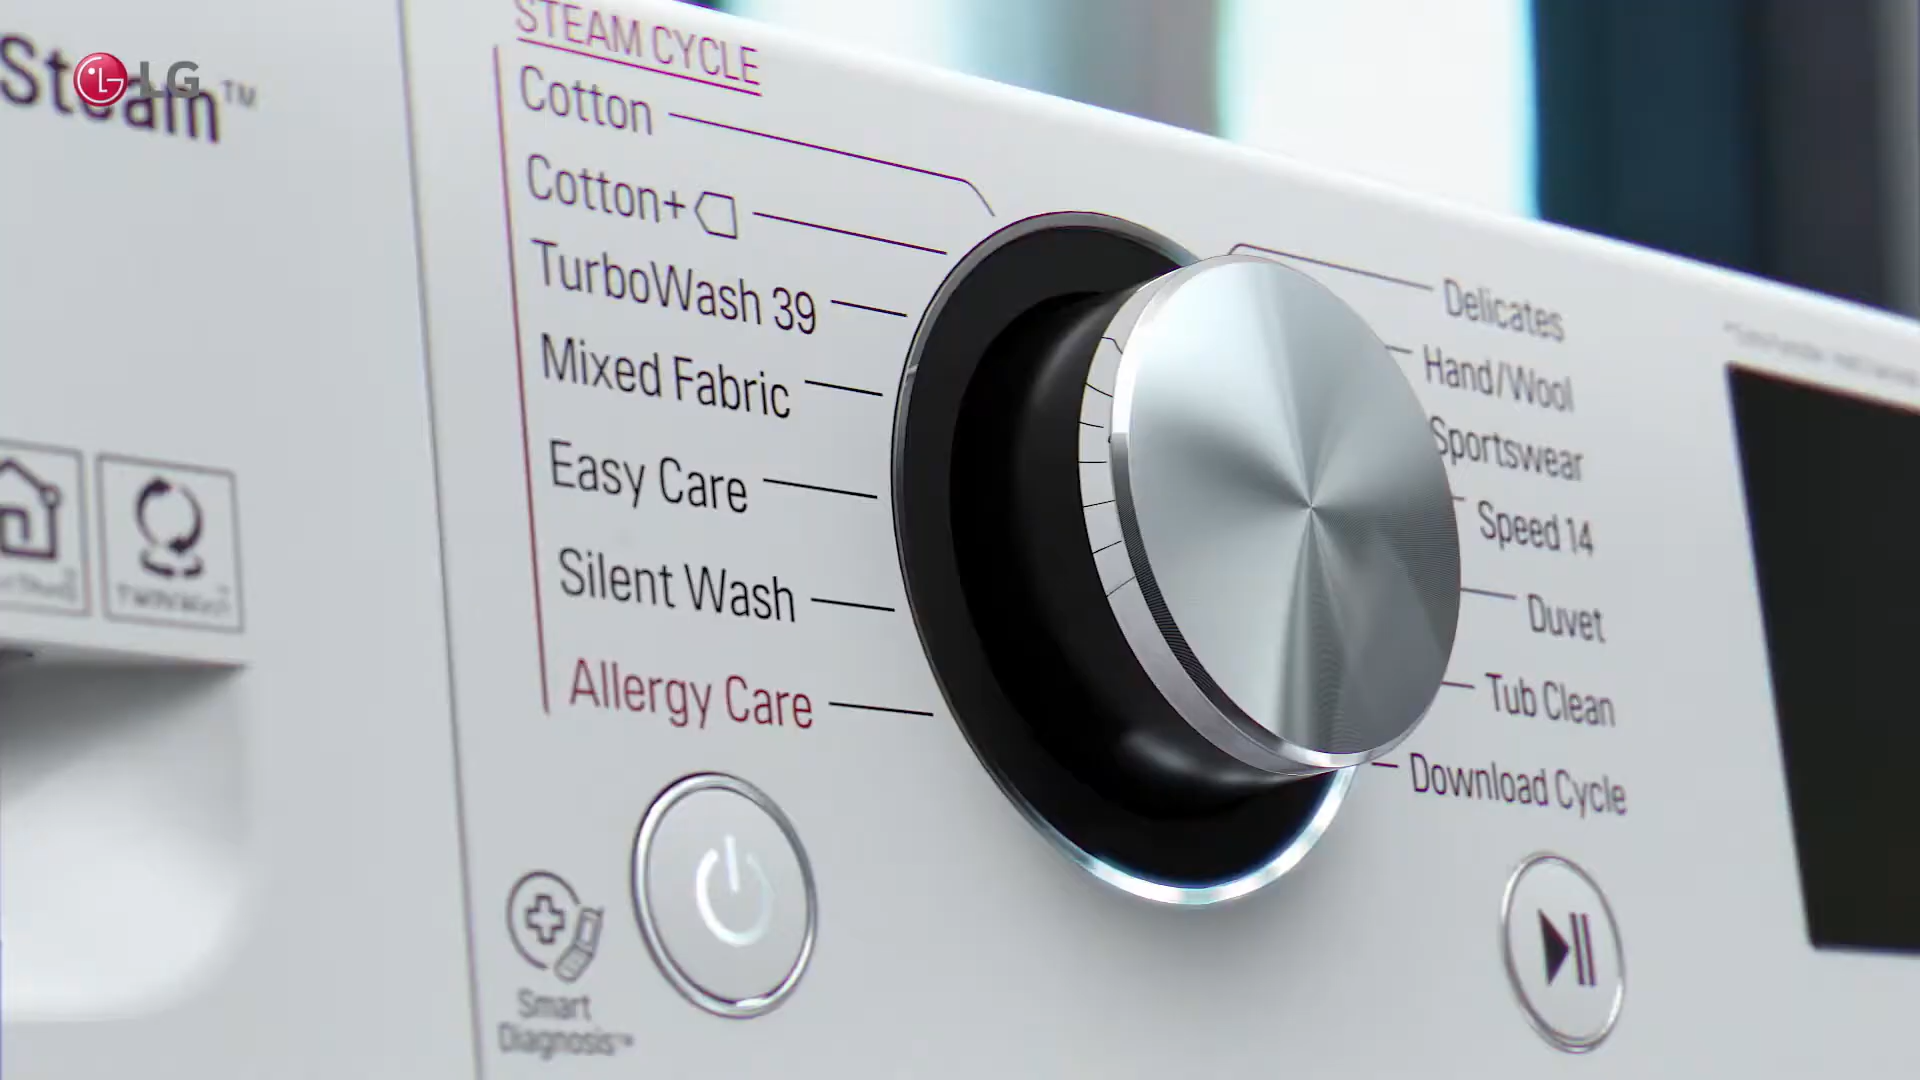 Steam™
LG
STEAM CYCLE
Cotton
Cotton+
TurboWash 39
Mixed Fabric
Easy Care
Silent Wash
Allergy Care
Delicates
Hand/Wool
Sportswear
Speed 14
Duvet
Tub Clean
Download Cycle
Smart
Diagnosis™